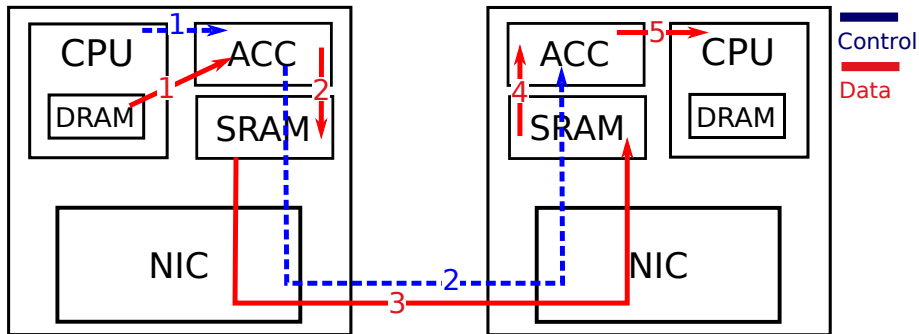 1
CPU
ACC
1
2
DRAM
SRAM
NIC
2
3
ACC
5
CPU
4
SRAM
DRAM
NIC
Control
Data